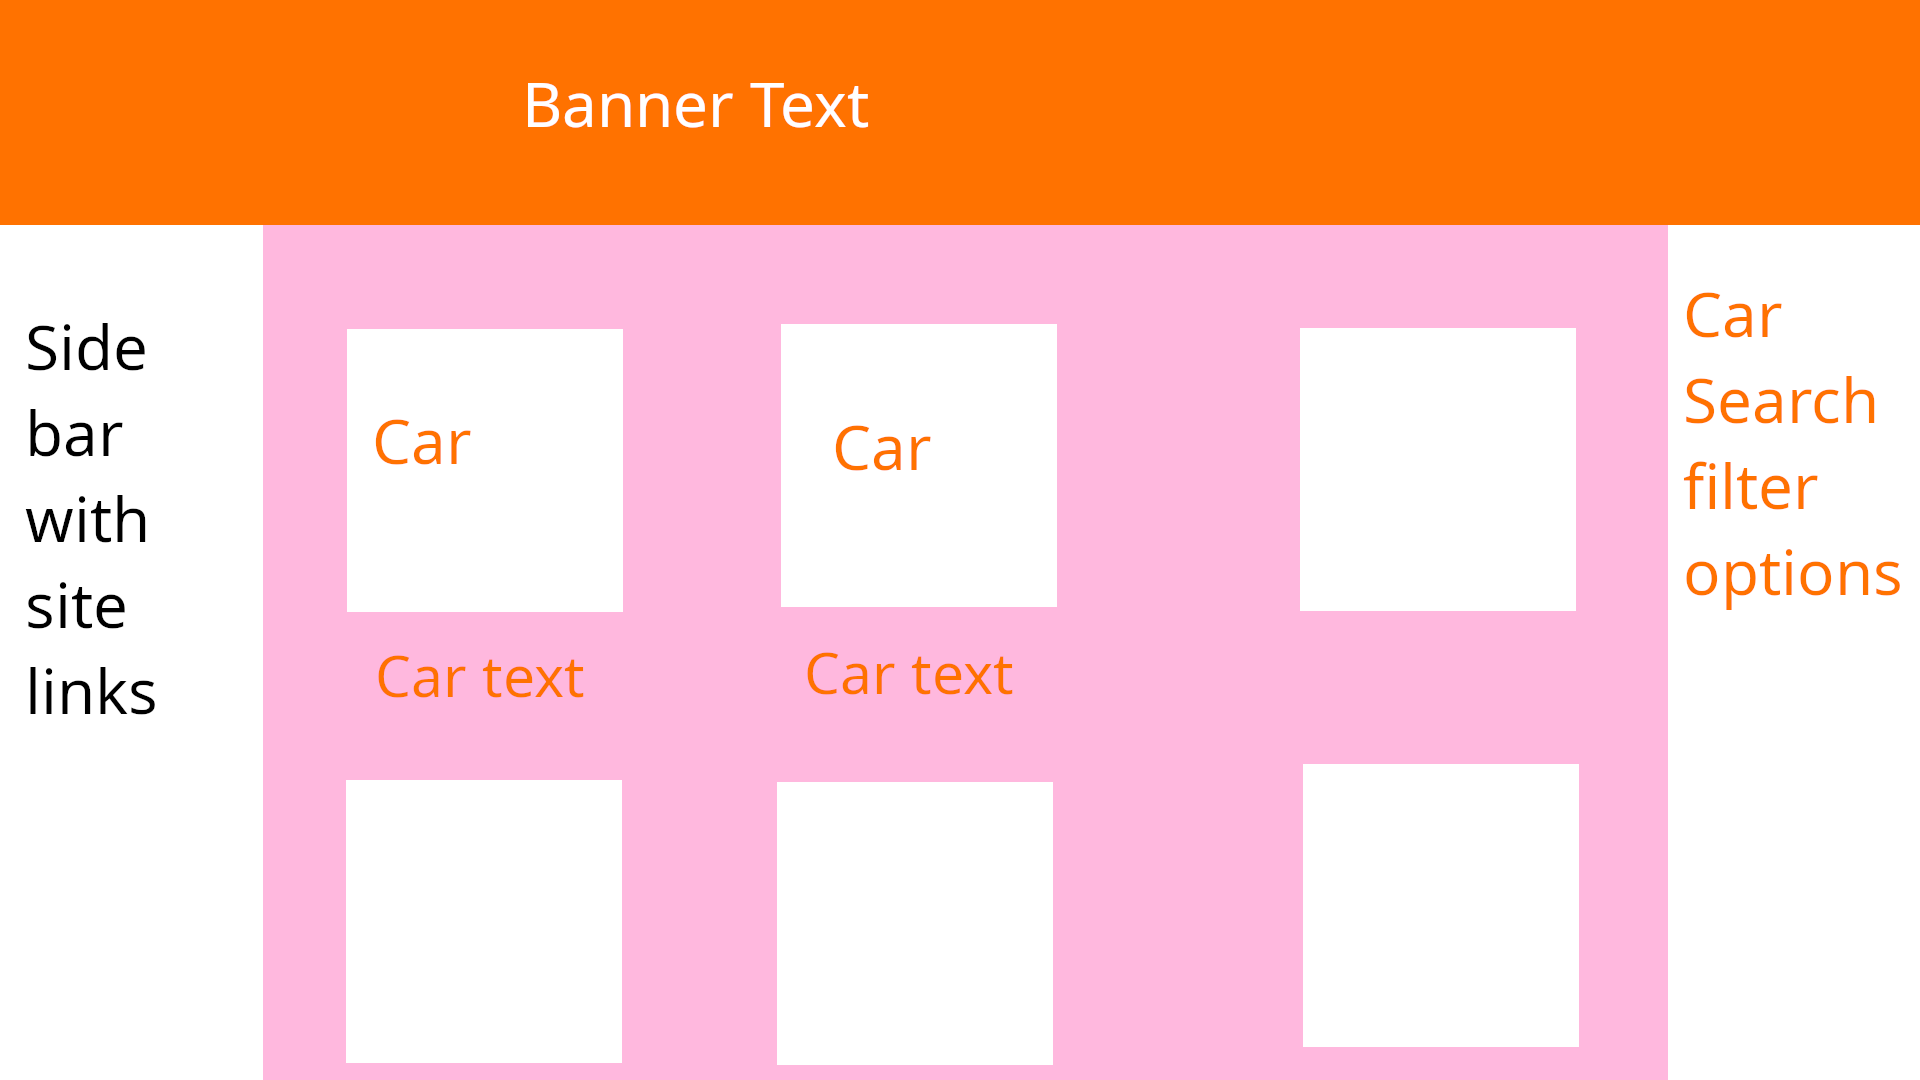 Banner Text
Side
bar
with
site
links
Car
Car
Car text
Car text
Car
Search
filter
options